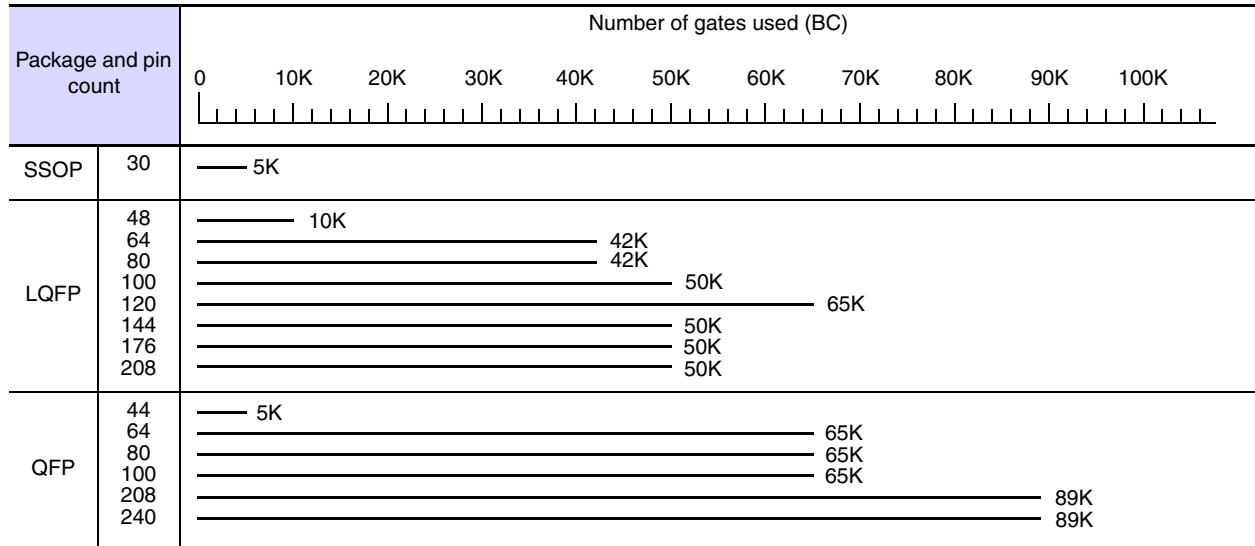 Number of gates used (BC)
Package and pin
count
0 10K 20K 30K 40K 50K 60K 70K 80K 90K 100K
SSOP 30 5K
LQFP
48 10K
64 42K
80 42K
100 50K
120 65K
144 50K
176 50K
208 50K
QFP
44 5K
64 65K
80 65K
100 65K
208 89K
240 89K